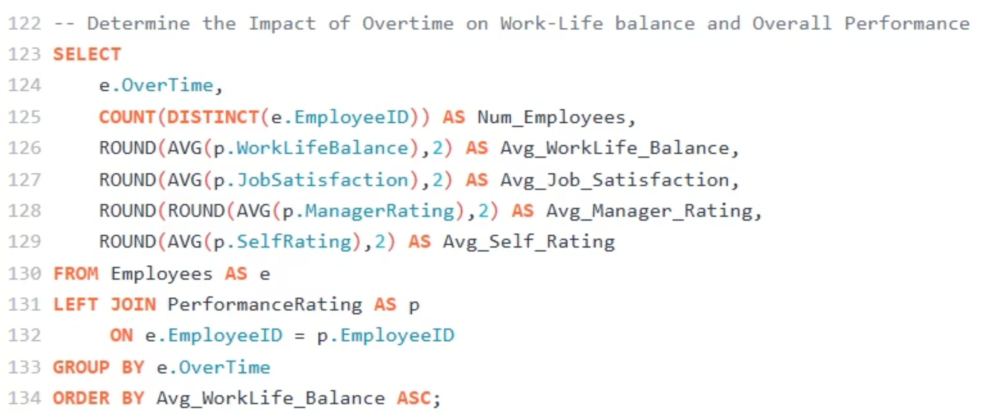 122 -- Determine the Impact of Overtime on Work-Life balance and Overall Performance
123 SELECT
124     e.OverTime,
125     COUNT(DISTINCT(e.EmployeeID)) AS Num_Employees,
126     ROUND(AVG(p.WorkLifeBalance),2) AS Avg_WorkLife_Balance,
127     ROUND(AVG(p.JobSatisfaction),2) AS Avg_Job_Satisfaction,
128     ROUND(ROUND(AVG(p.ManagerRating),2) AS Avg_Manager_Rating,
129     ROUND(AVG(p.SelfRating),2) AS Avg_Self_Rating
130 FROM Employees AS e
131 LEFT JOIN PerformanceRating AS p
132      ON e.EmployeeID = p.EmployeeID
133 GROUP BY e.OverTime
134 ORDER BY Avg_WorkLife_Balance ASC;